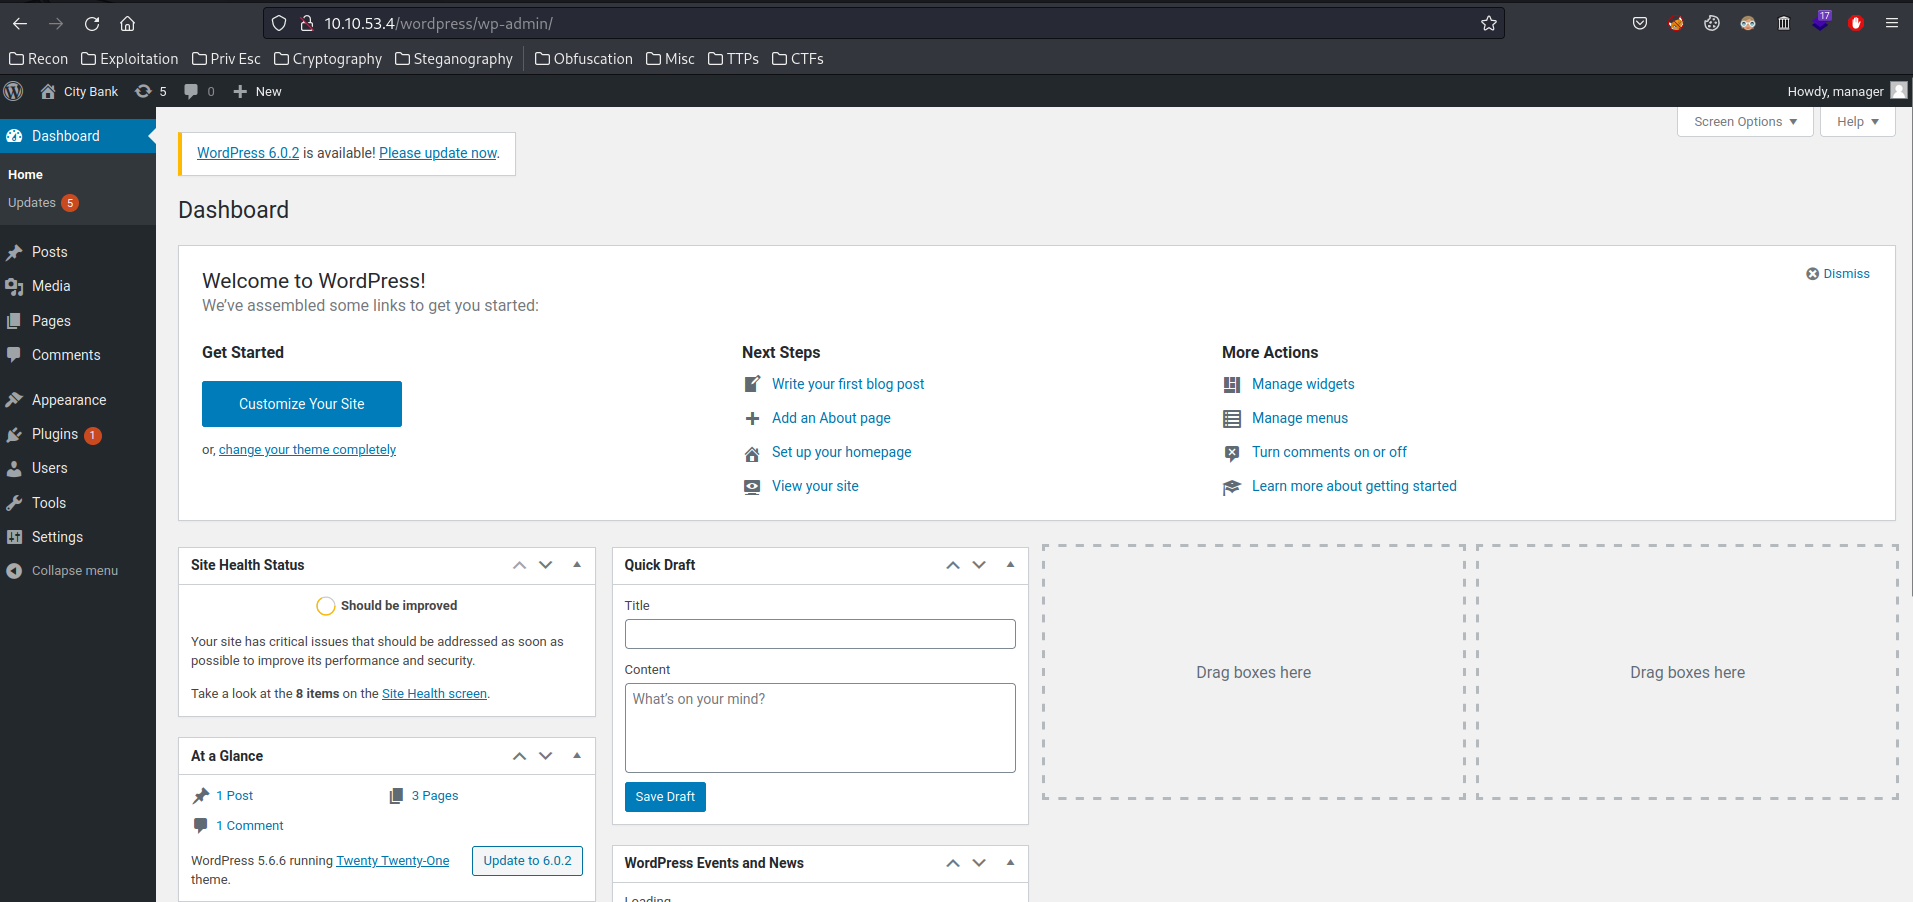 10.10.53.4/wordpress/wp-admin/
17
Recon Exploitation Priv Esc Cryptography Steganography Obfuscation Misc TTPs CTFs
City Bank 5 0 New Howdy, manager
Screen Options Help
Dashboard
Home
Updates 5
Posts
Media
Pages
Comments
Appearance
Plugins 1
Users
Tools
Settings
Collapse menu
WordPress 6.0.2 is available! Please update now.
Dashboard
Welcome to WordPress!
Dismiss
We've assembled some links to get you started:
Get Started
Customize Your Site
or, change your theme completely
Next Steps
Write your first blog post
Add an About page
Set up your homepage
View your site
More Actions
Manage widgets
Manage menus
Turn comments on or off
Learn more about getting started
Site Health Status
Should be improved
Your site has critical issues that should be addressed as soon as
possible to improve its performance and security.
Take a look at the 8 items on the Site Health screen.
At a Glance
1 Post 3 Pages
1 Comment
WordPress 5.6.6 running Twenty Twenty-One
theme.
Update to 6.0.2
Quick Draft
Title
Content
What's on your mind?
Save Draft
WordPress Events and News
Loading
Drag boxes here
Drag boxes here